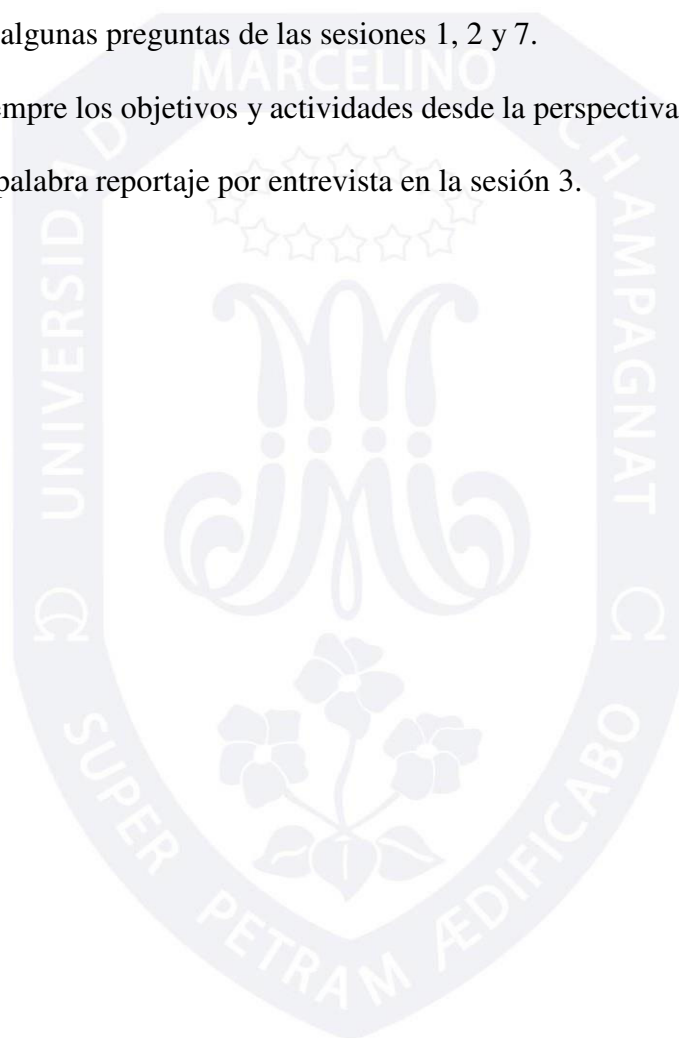 algunas preguntas de las sesiones 1, 2 y 7.
empre los objetivos y actividades desde la perspectiva
palabra reportaje por entrevista en la sesión 3.
UNIVERSIDAD
MARCELINO
CHAMPAGNAT
SUPER PETRAM ÆDIFICABO